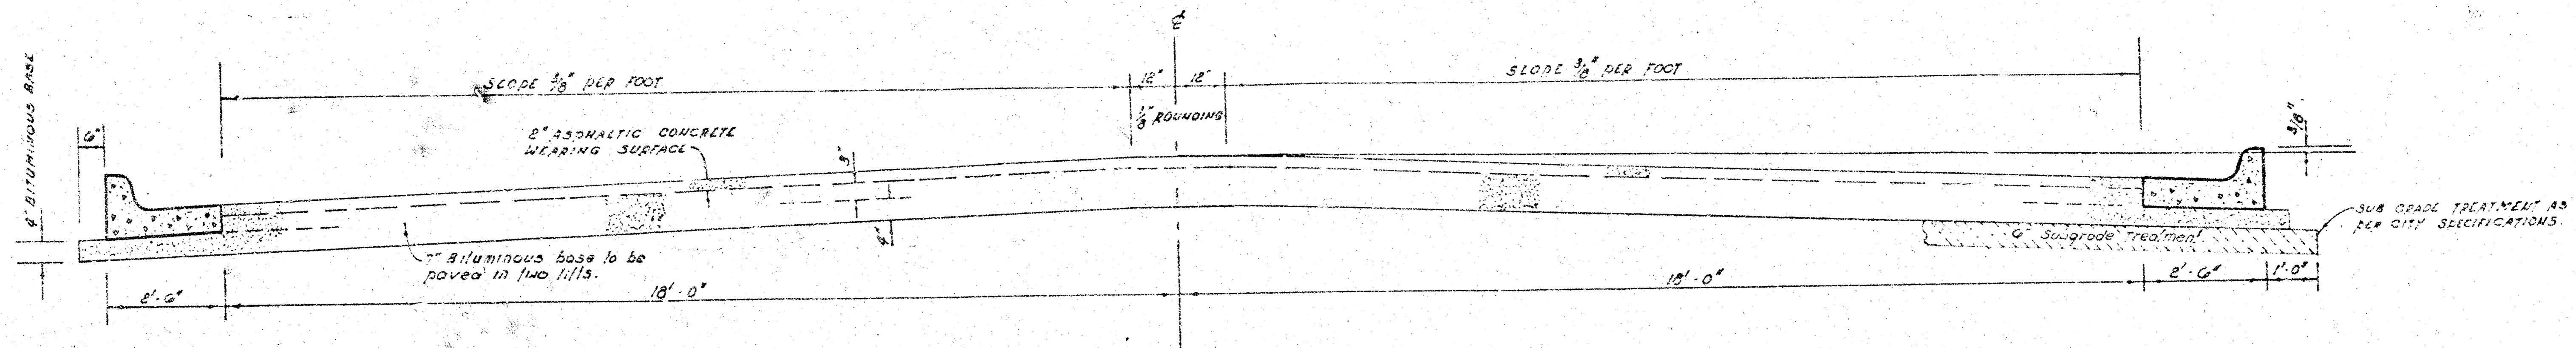 ℄
SLOPE 3/8" PER FOOT
12" 12"
SLOPE 3/8" PER FOOT
1/8" ROUNDING
4" BITUMINOUS BASE
6"
2" ASPHALTIC CONCRETE
WEARING SURFACE
3"
4"
3/8"
7" Bituminous base to be
paved in two lifts.
6" Subgrade Treatment
SUB GRADE TREATMENT AS
PER CITY SPECIFICATIONS.
2'-6"
18'-0"
18'-0"
2'-6"
1'-0"